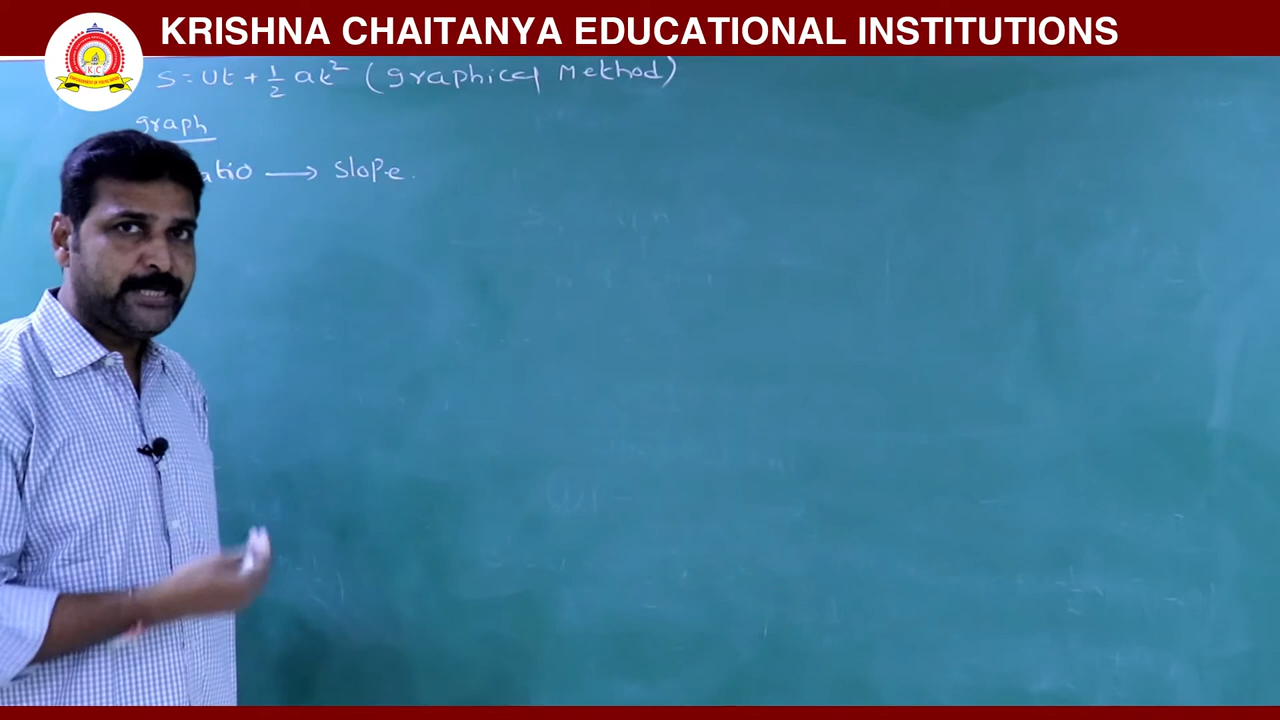 KRISHNA CHAITANYA EDUCATIONAL INSTITUTIONS
K C
S = Ut + 1/2 at² (graphical Method)
graph
atio → Slope.